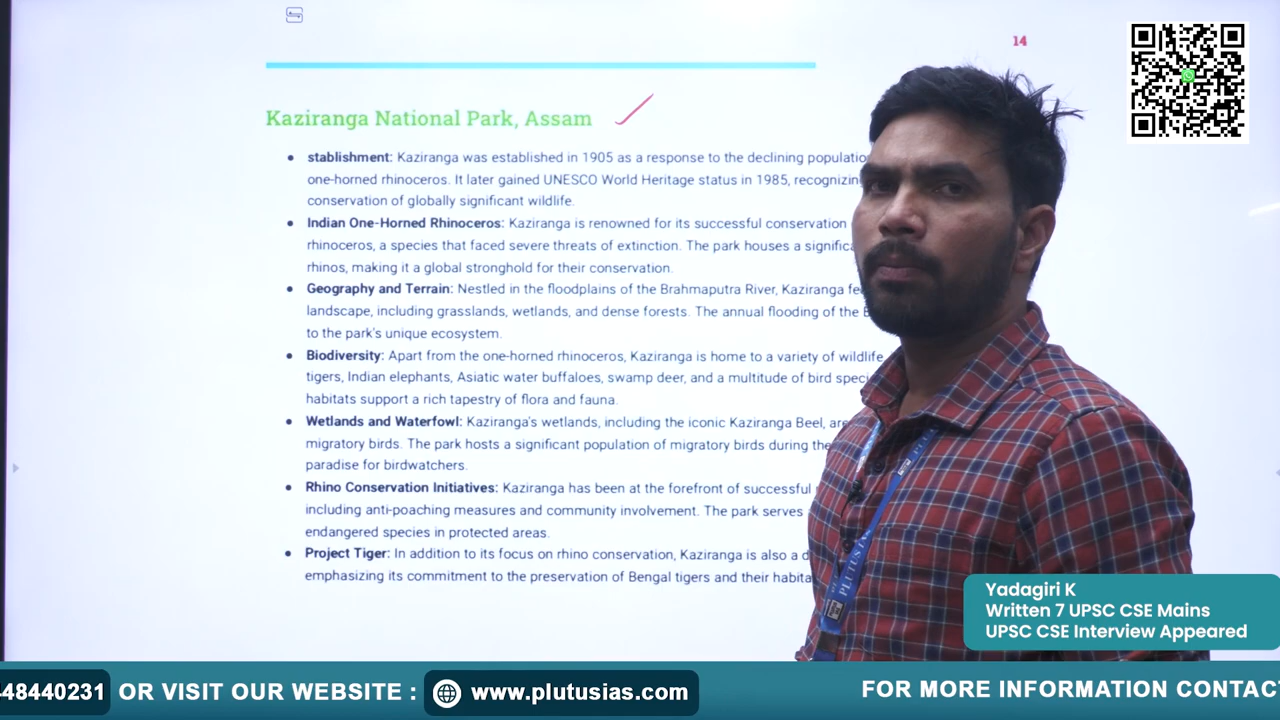 14
Kaziranga National Park, Assam
stablishment: Kaziranga was established in 1905 as a response to the declining
one-horned rhinoceros. It later gained UNESCO World Heritage status in 1985,
conservation of globally significant wildlife.
Indian One-Horned Rhinoceros: Kaziranga is renowned for its successful conservation
rhinoceros, a species that faced severe threats of extinction. The park houses a
rhinos, making it a global stronghold for their conservation.
Geography and Terrain: Nestled in the floodplains of the Brahmaputra River, Kaziranga
landscape, including grasslands, wetlands, and dense forests. The annual flooding of the
to the park's unique ecosystem.
Biodiversity: Apart from the one-horned rhinoceros, Kaziranga is home to a variety of wildlife
tigers, Indian elephants, Asiatic water buffaloes, swamp deer, and a multitude of bird
habitats support a rich tapestry of flora and fauna.
Wetlands and Waterfowl: Kaziranga's wetlands, including the iconic Kaziranga Beel, are
migratory birds. The park hosts a significant population of migratory birds during the
paradise for birdwatchers.
Rhino Conservation Initiatives: Kaziranga has been at the forefront of successful
including anti-poaching measures and community involvement. The park serves
endangered species in protected areas.
Project Tiger: In addition to its focus on rhino conservation, Kaziranga is also a
emphasizing its commitment to the preservation of Bengal tigers and their
PLUTUS IAS
Yadagiri K
Written 7 UPSC CSE Mains
UPSC CSE Interview Appeared
48440231 OR VISIT OUR WEBSITE : www.plutusias.com FOR MORE INFORMATION CONTACT